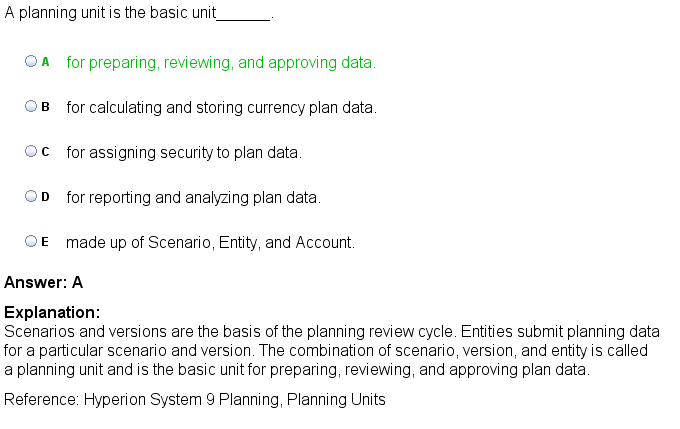 A planning unit is the basic unit______.
A for preparing, reviewing, and approving data.
B for calculating and storing currency plan data.
C for assigning security to plan data.
D for reporting and analyzing plan data.
E made up of Scenario, Entity, and Account.
Answer: A
Explanation:
Scenarios and versions are the basis of the planning review cycle. Entities submit planning data
for a particular scenario and version. The combination of scenario, version, and entity is called
a planning unit and is the basic unit for preparing, reviewing, and approving plan data.
Reference: Hyperion System 9 Planning, Planning Units